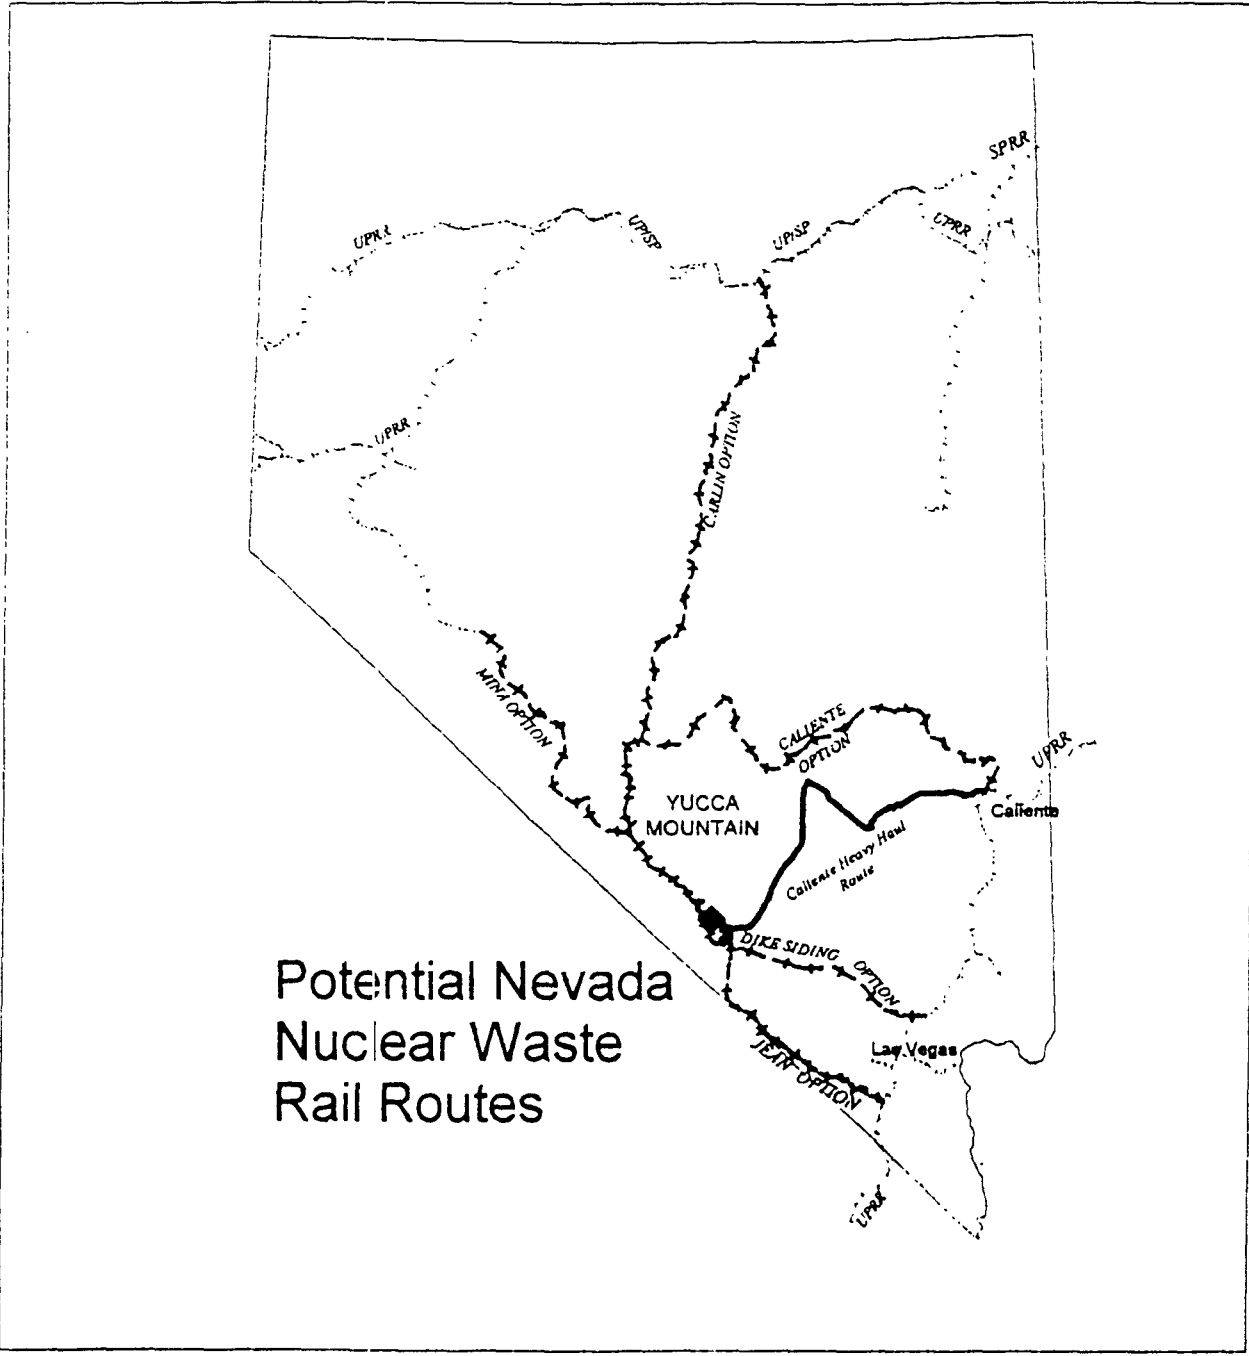 SPRR
UPRR
UP/SP
UP/SP
UPRR
UPRR
CARLIN OPTION
MINA OPTION
CALIENTE
OPTION
UPRR
YUCCA
MOUNTAIN
Caliente
Caliente Heavy Haul
Route
DIKE SIDING OPTION
Potential Nevada
Nuclear Waste
Rail Routes
Las Vegas
JEAN OPTION
UPRR